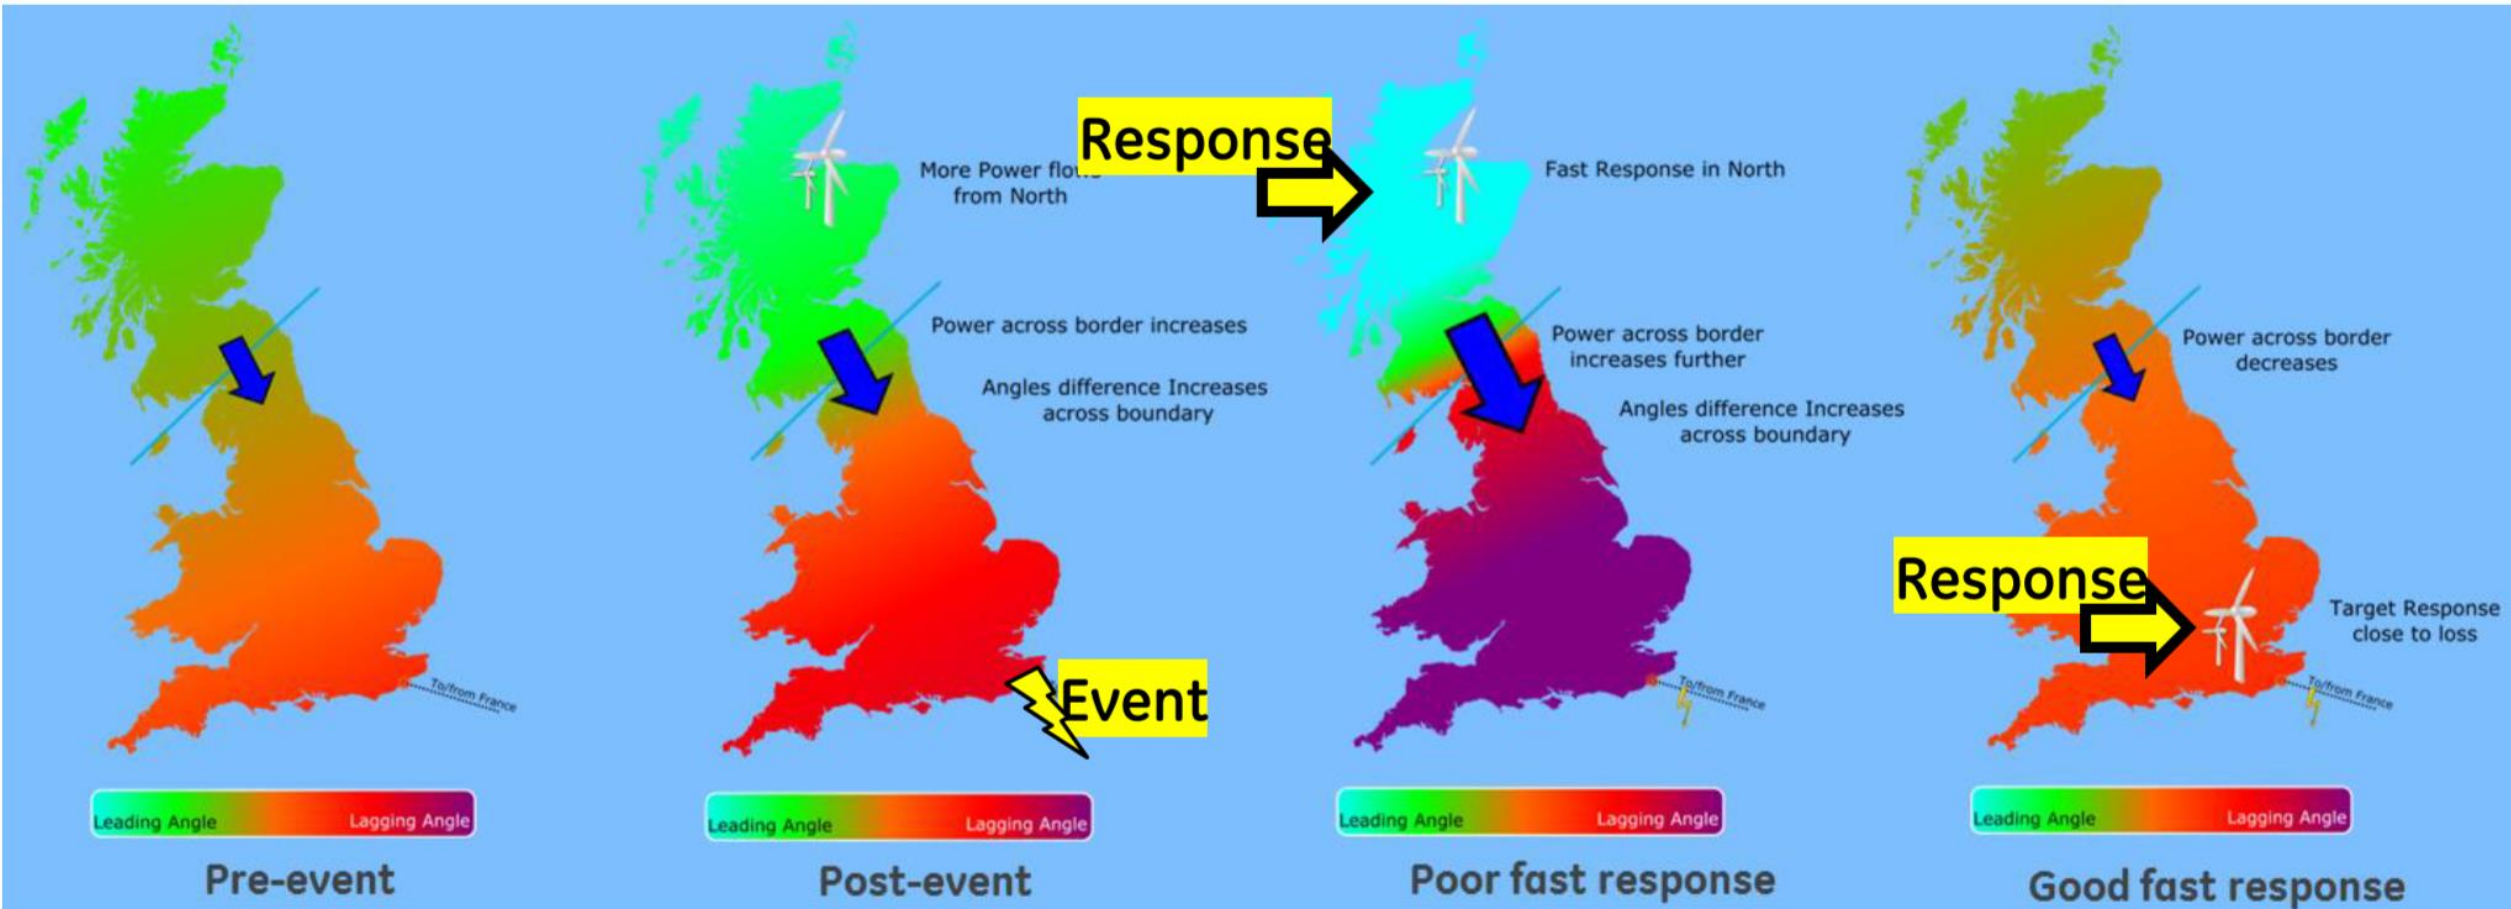 To/from France
Leading Angle
Lagging Angle
Pre-event
More Power
from North
Power across border increases
Angles difference Increases
across boundary
Event
Leading Angle
Lagging Angle
Post-event
Response
Fast Response in North
Power across border
increases further
Angles difference Increases
across boundary
To/from France
Leading Angle
Lagging Angle
Poor fast response
Power across border
decreases
Response
Target Response
close to loss
To/from France
Leading Angle
Lagging Angle
Good fast response